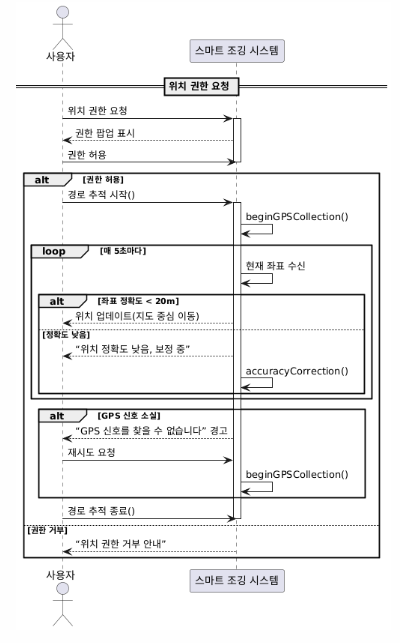 사용자
스마트 조깅 시스템
위치 권한 요청
위치 권한 요청
권한 팝업 표시
권한 허용
alt [권한 허용]
경로 추적 시작()
beginGPSCollection()
loop [매 5초마다]
현재 좌표 수신
alt [좌표 정확도 < 20m]
위치 업데이트(지도 중심 이동)
[정확도 낮음]
“위치 정확도 낮음, 보정 중”
accuracyCorrection()
alt [GPS 신호 소실]
“GPS 신호를 찾을 수 없습니다” 경고
재시도 요청
beginGPSCollection()
경로 추적 종료()
[권한 거부]
“위치 권한 거부 안내”
사용자
스마트 조깅 시스템